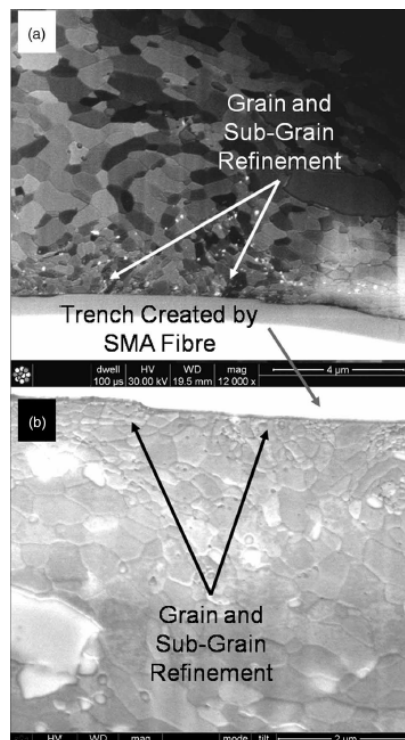 (a)
Grain and
Sub-Grain
Refinement
Trench Created by
SMA Fibre
dwell HV WD mag 4 µm
100 µs 30.00 kV 19.5 mm 12 000 x
(b)
Grain and
Sub-Grain
Refinement
HV WD mag mode tilt 2 µm